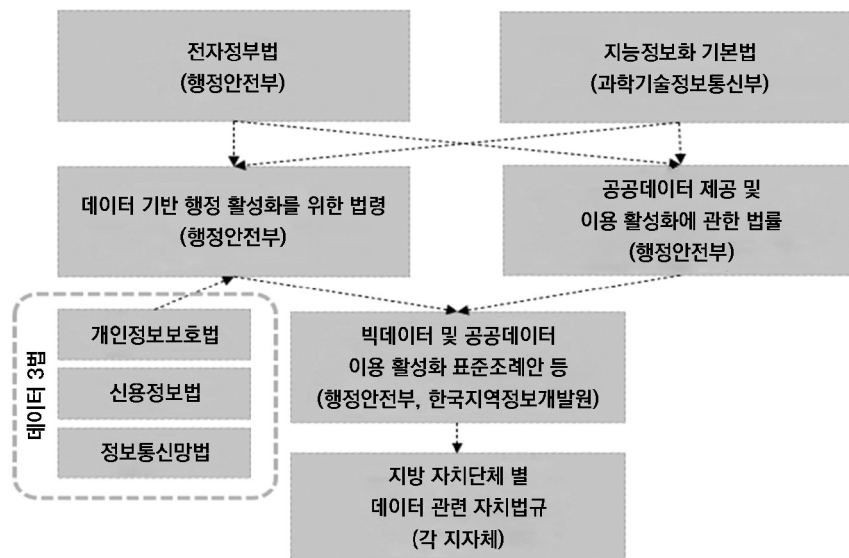 전자정부법
(행정안전부)
지능정보화 기본법
(과학기술정보통신부)
데이터 기반 행정 활성화를 위한 법령
(행정안전부)
공공데이터 제공 및
이용 활성화에 관한 법률
(행정안전부)
데이터 3법
개인정보보호법
신용정보법
정보통신망법
빅데이터 및 공공데이터
이용 활성화 표준조례안 등
(행정안전부, 한국지역정보개발원)
지방 자치단체 별
데이터 관련 자치법규
(각 지자체)